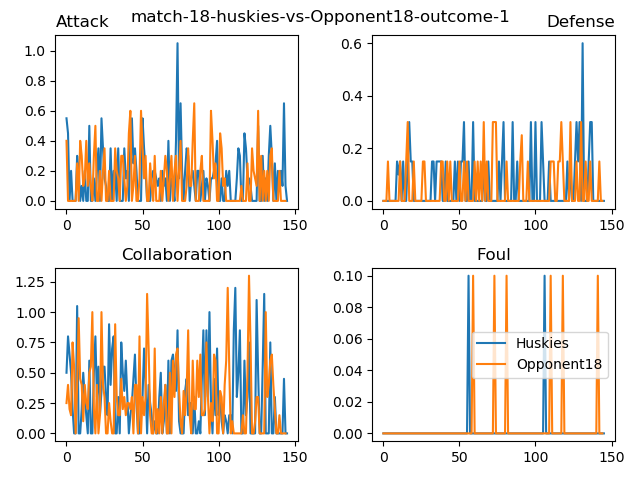 match-18-huskies-vs-Opponent18-outcome-1
Attack
Defense
1.0
0.8
0.6
0.4
0.2
0.0
0 50 100 150
0.6
0.4
0.2
0.0
0 50 100 150
Collaboration
Foul
1.25
1.00
0.75
0.50
0.25
0.00
0 50 100 150
0.10
0.08
0.06
0.04
0.02
0.00
0 50 100 150
Huskies
Opponent18